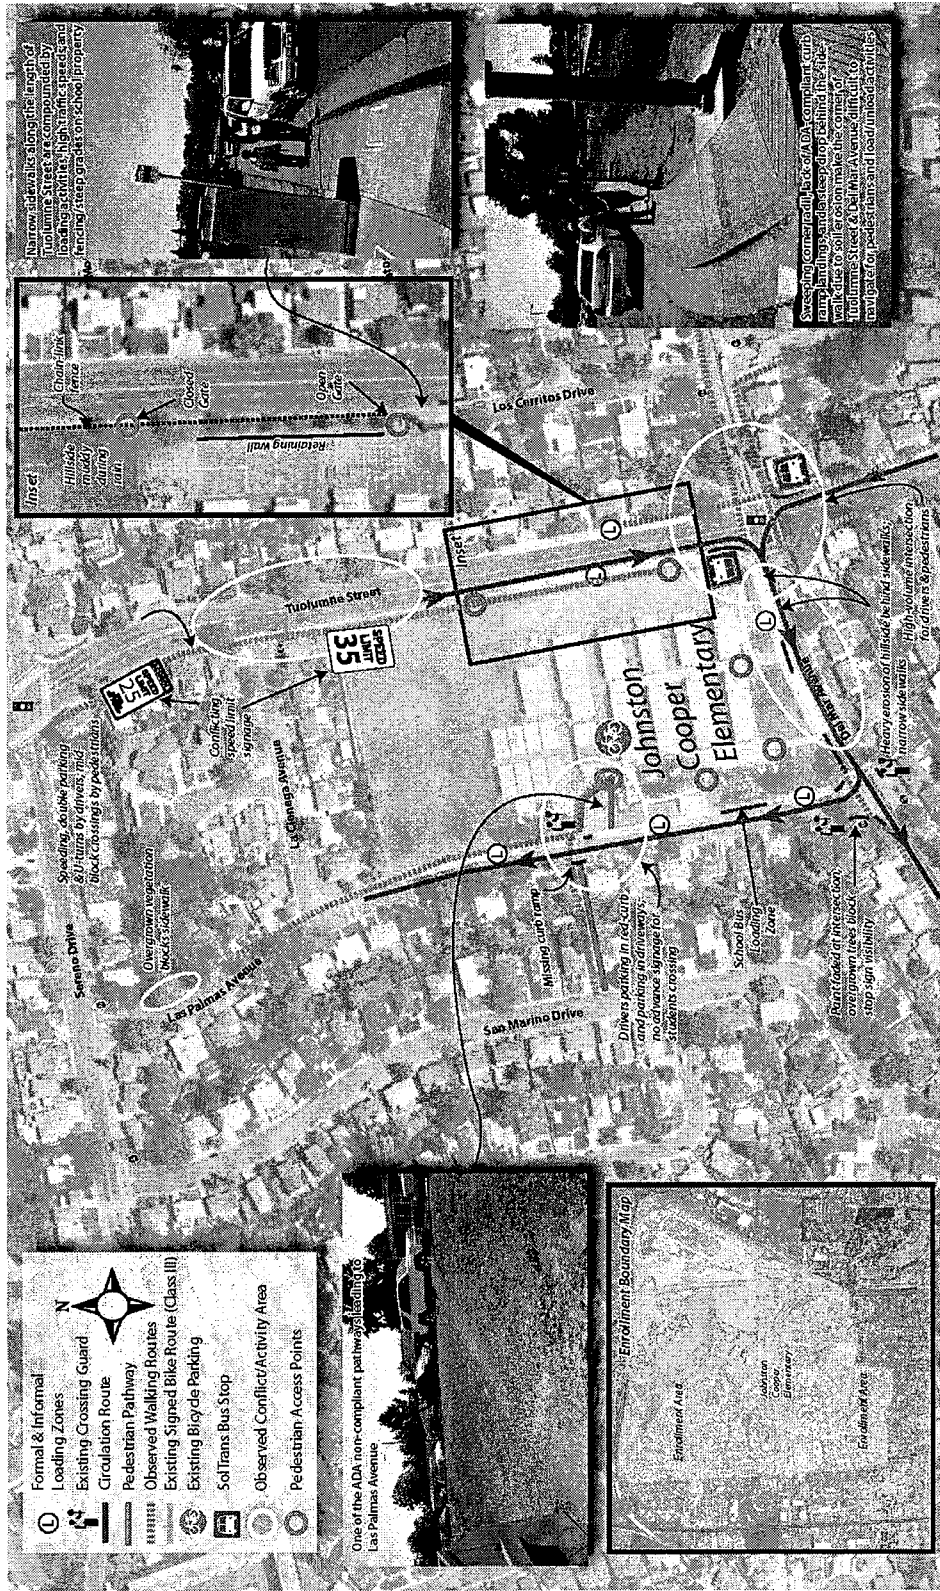 Formal & Informal
Loading Zones
Existing Crossing Guard
Circulation Route
Pedestrian Pathway
Observed Walking Routes
Existing Signed Bike Route (Class III)
Existing Bicycle Parking
SolTrans Bus Stop
Observed Conflict/Activity Area
Pedestrian Access Points
N
L
Sereno Drive
Speeding, double parking
& U-turns by drivers, mid-
block crossings by pedestrians
Overgrown vegetation
blocks sidewalk
Las Palmas Avenue
La Cienega Avenue
Conflicting
speed limit
signage
SCHOOL
SPEED
LIMIT
25
SPEED
LIMIT
35
Tuolumne Street
Inset
Inset
Hillside
muddy
during
rain
Chain-link
fence
Closed
Gate
Retaining wall
Open
Gate
Narrow sidewalks along the length of
Tuolumne Street are compounded by
loading activities, high traffic speeds and
fencing/steep grades on school property
Los Cerritos Drive
Johnston
Cooper
Elementary
L
L
L
L
L
L
Missing curb ramp
San Marino Drive
Drivers parking in red curb
and parking in driveways;
no advance signage for
students crossing
School Bus
Loading
Zone
Del Mar Avenue
Paint faded at intersection;
overgrown trees block
stop sign visibility
Heavy erosion of hillside behind sidewalks;
narrow sidewalks
High-volume intersection
for drivers & pedestrians
Sweeping corner radii, lack of ADA-compliant curb
ramp landings, and a steep drop behind the side-
walk due to soil erosion make the corner of
Tuolumne Street & Del Mar Avenue difficult to
navigate for pedestrians and load/unload activities
One of the ADA non-compliant pathways leading to
Las Palmas Avenue
Enrollment Boundary Map
Enrollment Area
Johnston
Cooper
Elementary
Enrollment Area